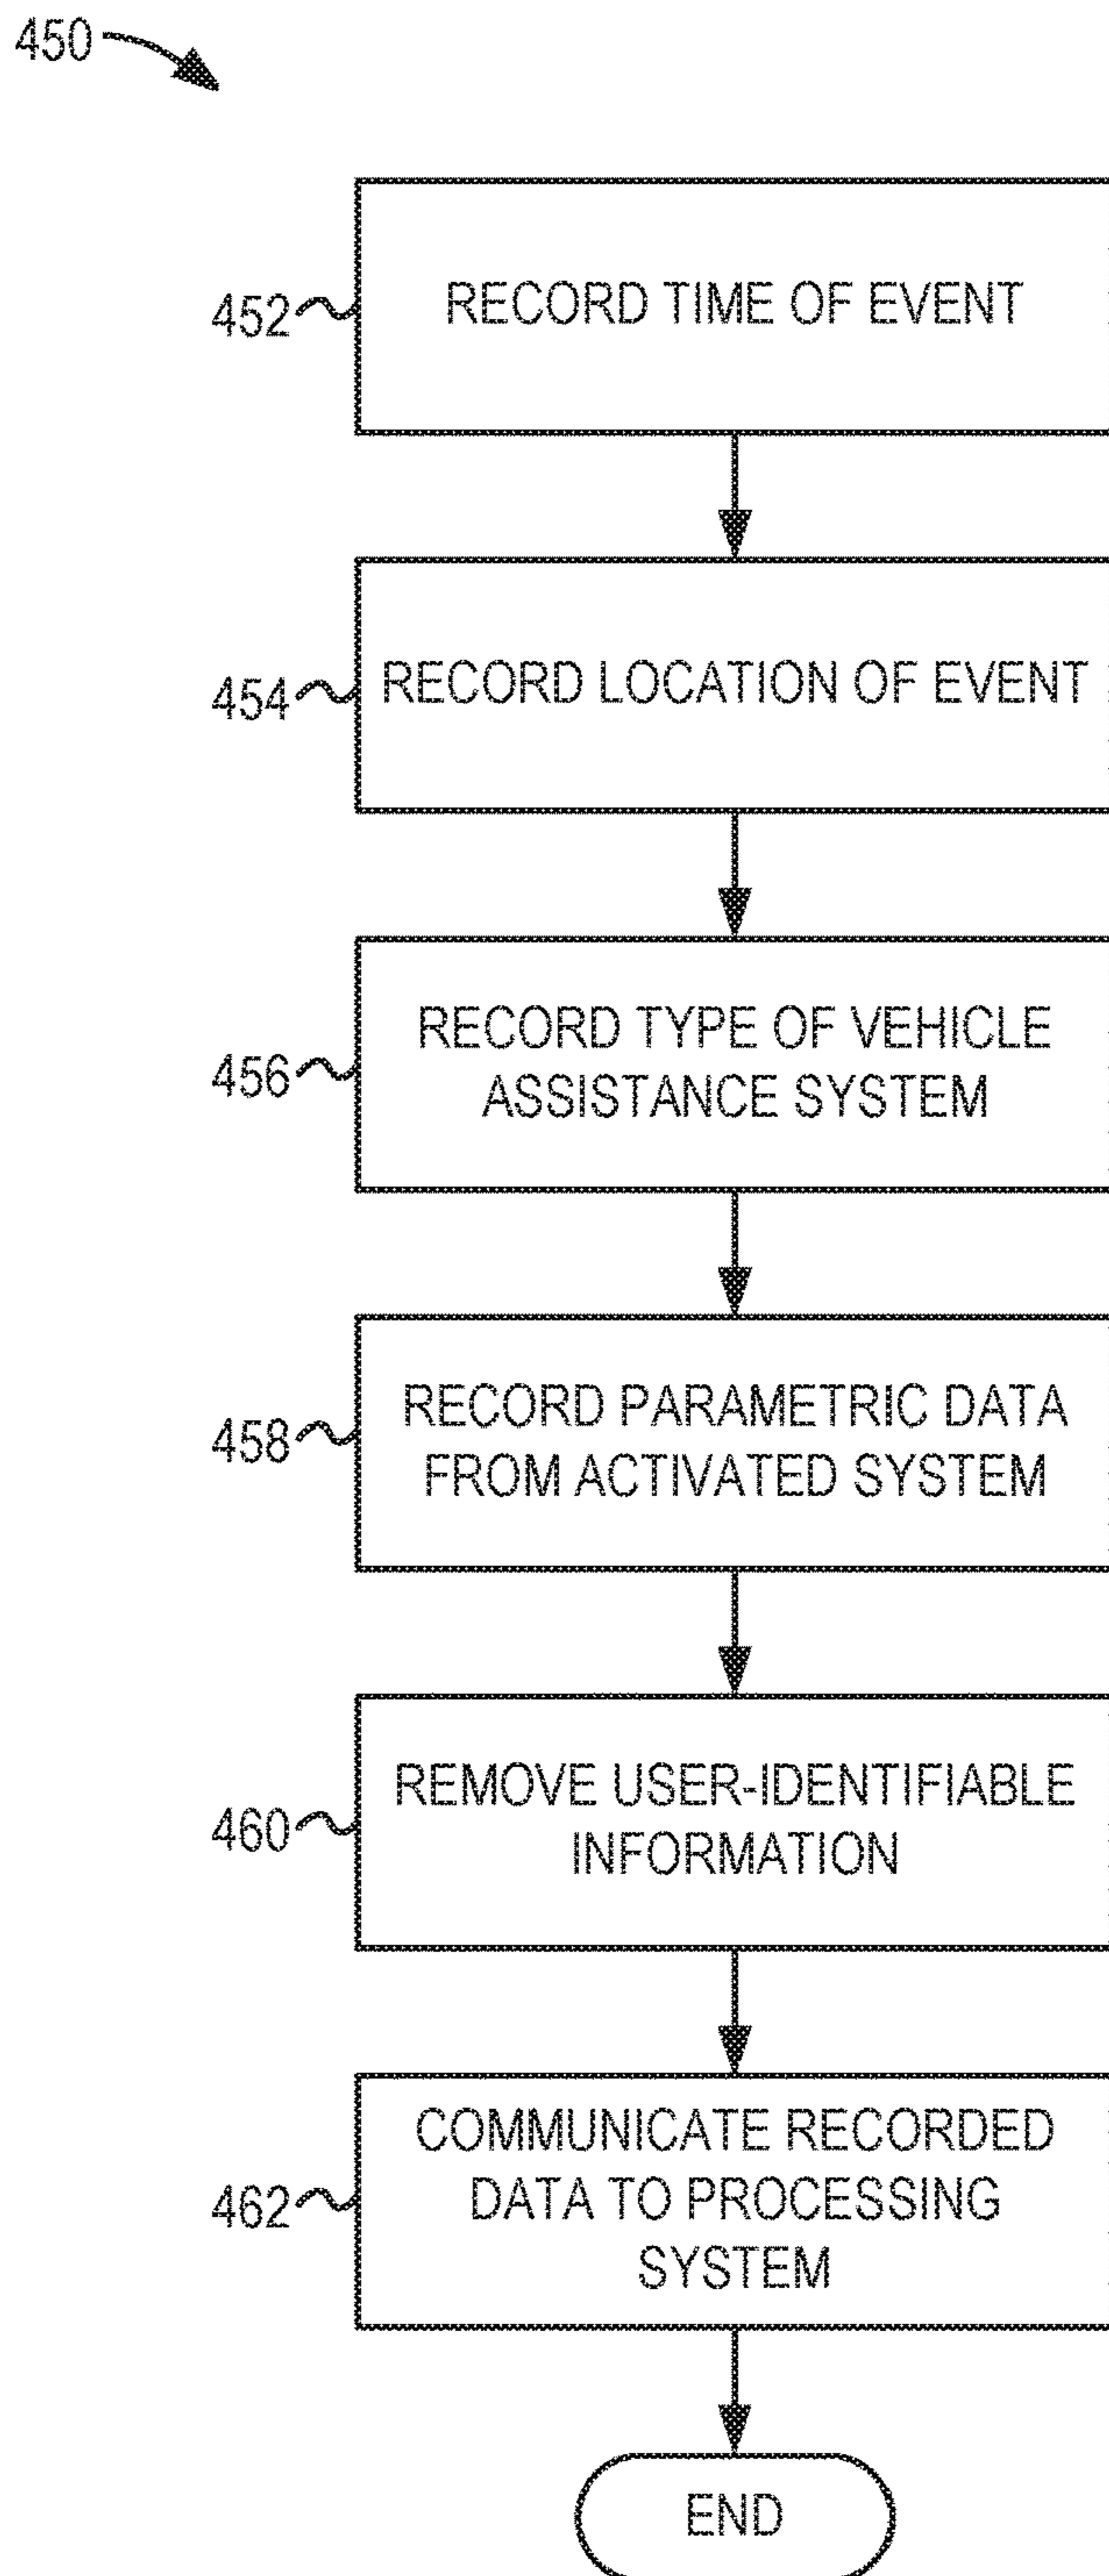 450
452
RECORD TIME OF EVENT
454
RECORD LOCATION OF EVENT
456
RECORD TYPE OF VEHICLE
ASSISTANCE SYSTEM
458
RECORD PARAMETRIC DATA
FROM ACTIVATED SYSTEM
460
REMOVE USER-IDENTIFIABLE
INFORMATION
462
COMMUNICATE RECORDED
DATA TO PROCESSING
SYSTEM
END